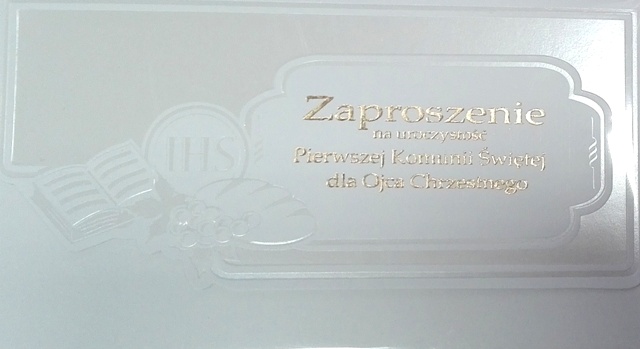 IHS
Zaproszenie
na uroczystość
Pierwszej Komunii Świętej
dla Ojca Chrzestnego